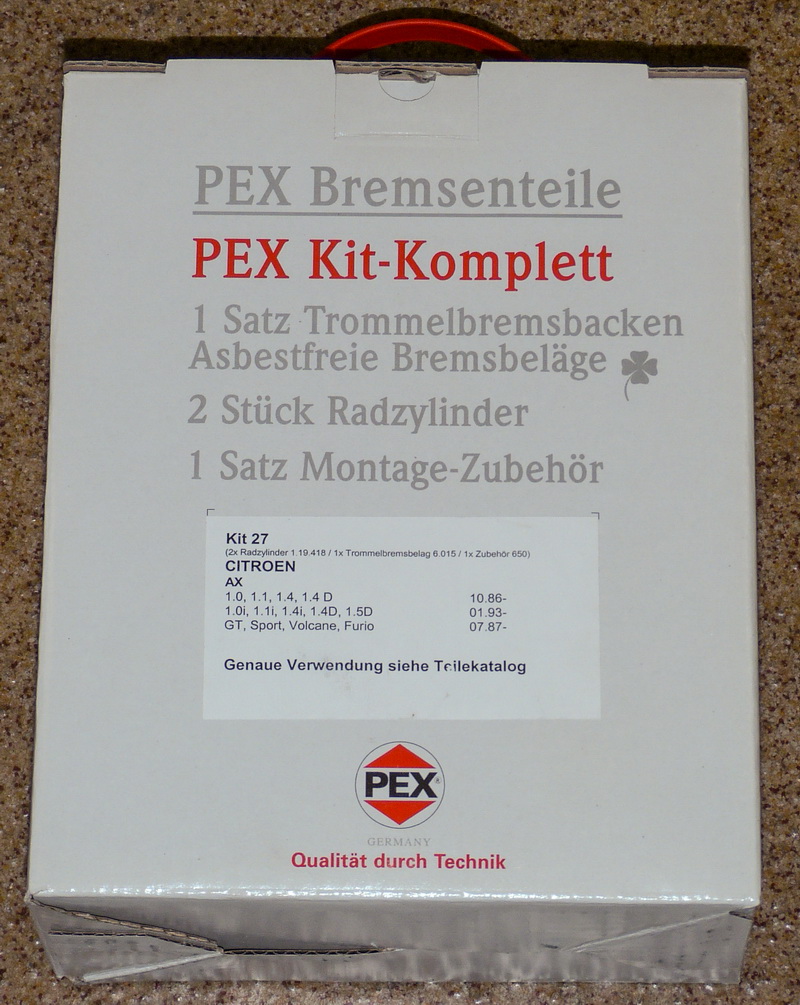 PEX Bremsenteile
PEX Kit-Komplett
1 Satz Trommelbremsbacken
Asbestfreie Bremsbeläge
2 Stück Radzylinder
1 Satz Montage-Zubehör
Kit 27
(2x Radzylinder 1.19.418 / 1x Trommelbremsbelag 6.015 / 1x Zubehör 650)
CITROEN
AX
1.0, 1.1, 1.4, 1.4 D 10.86-
1.0i, 1.1i, 1.4i, 1.4D, 1.5D 01.93-
GT, Sport, Volcane, Furio 07.87-
Genaue Verwendung siehe Teilekatalog
PEX®
GERMANY
Qualität durch Technik